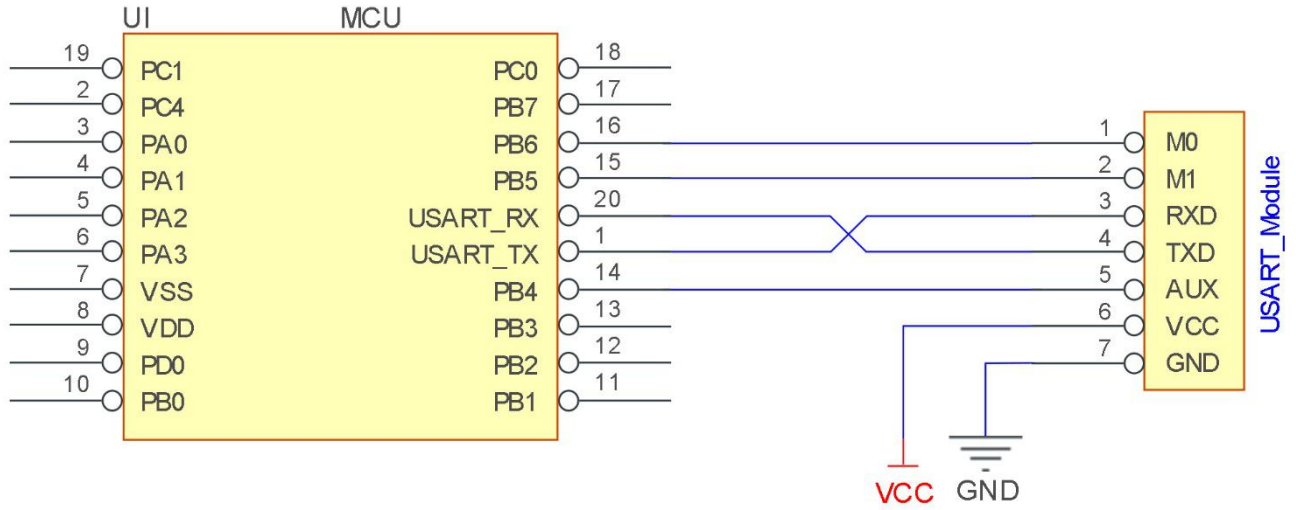 UI MCU
19 PC1 PC0 18
2 PC4 PB7 17
3 PA0 PB6 16 1 M0
4 PA1 PB5 15 2 M1
5 PA2 USART_RX 20 3 RXD
6 PA3 USART_TX 1 4 TXD
7 VSS PB4 14 5 AUX
8 VDD PB3 13 6 VCC
9 PD0 PB2 12 7 GND
10 PB0 PB1 11
USART_Module
VCC GND